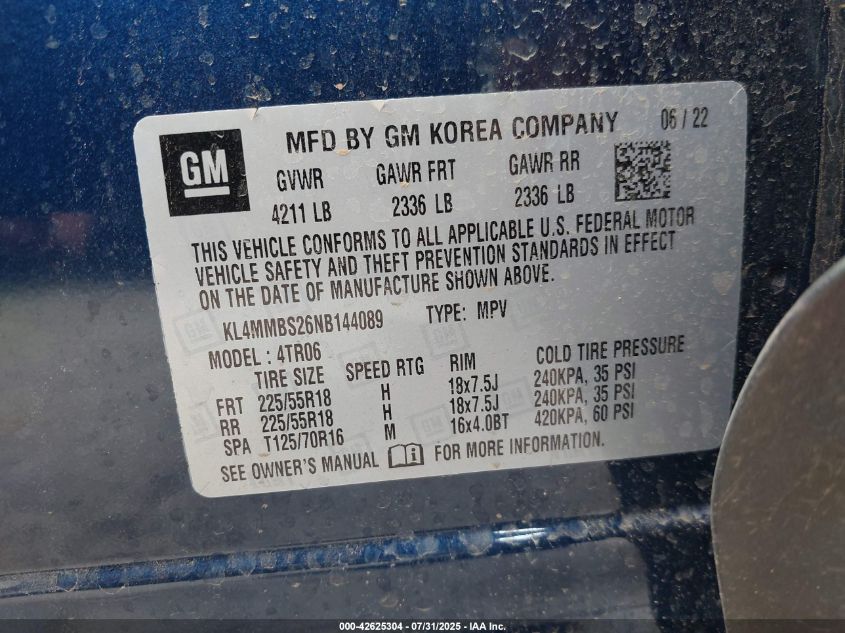 GM
MFD BY GM KOREA COMPANY 06 / 22
GVWR GAWR FRT GAWR RR
4211 LB 2336 LB 2336 LB
THIS VEHICLE CONFORMS TO ALL APPLICABLE U.S. FEDERAL MOTOR
VEHICLE SAFETY AND THEFT PREVENTION STANDARDS IN EFFECT
ON THE DATE OF MANUFACTURE SHOWN ABOVE.
KL4MMBS26NB144089 TYPE: MPV
MODEL : 4TR06
TIRE SIZE SPEED RTG RIM COLD TIRE PRESSURE
FRT 225/55R18 H 18x7.5J 240KPA, 35 PSI
RR 225/55R18 H 18x7.5J 240KPA, 35 PSI
SPA T125/70R16 M 16x4.0BT 420KPA, 60 PSI
SEE OWNER'S MANUAL FOR MORE INFORMATION.
000-42625304 - 07/31/2025 - IAA Inc.